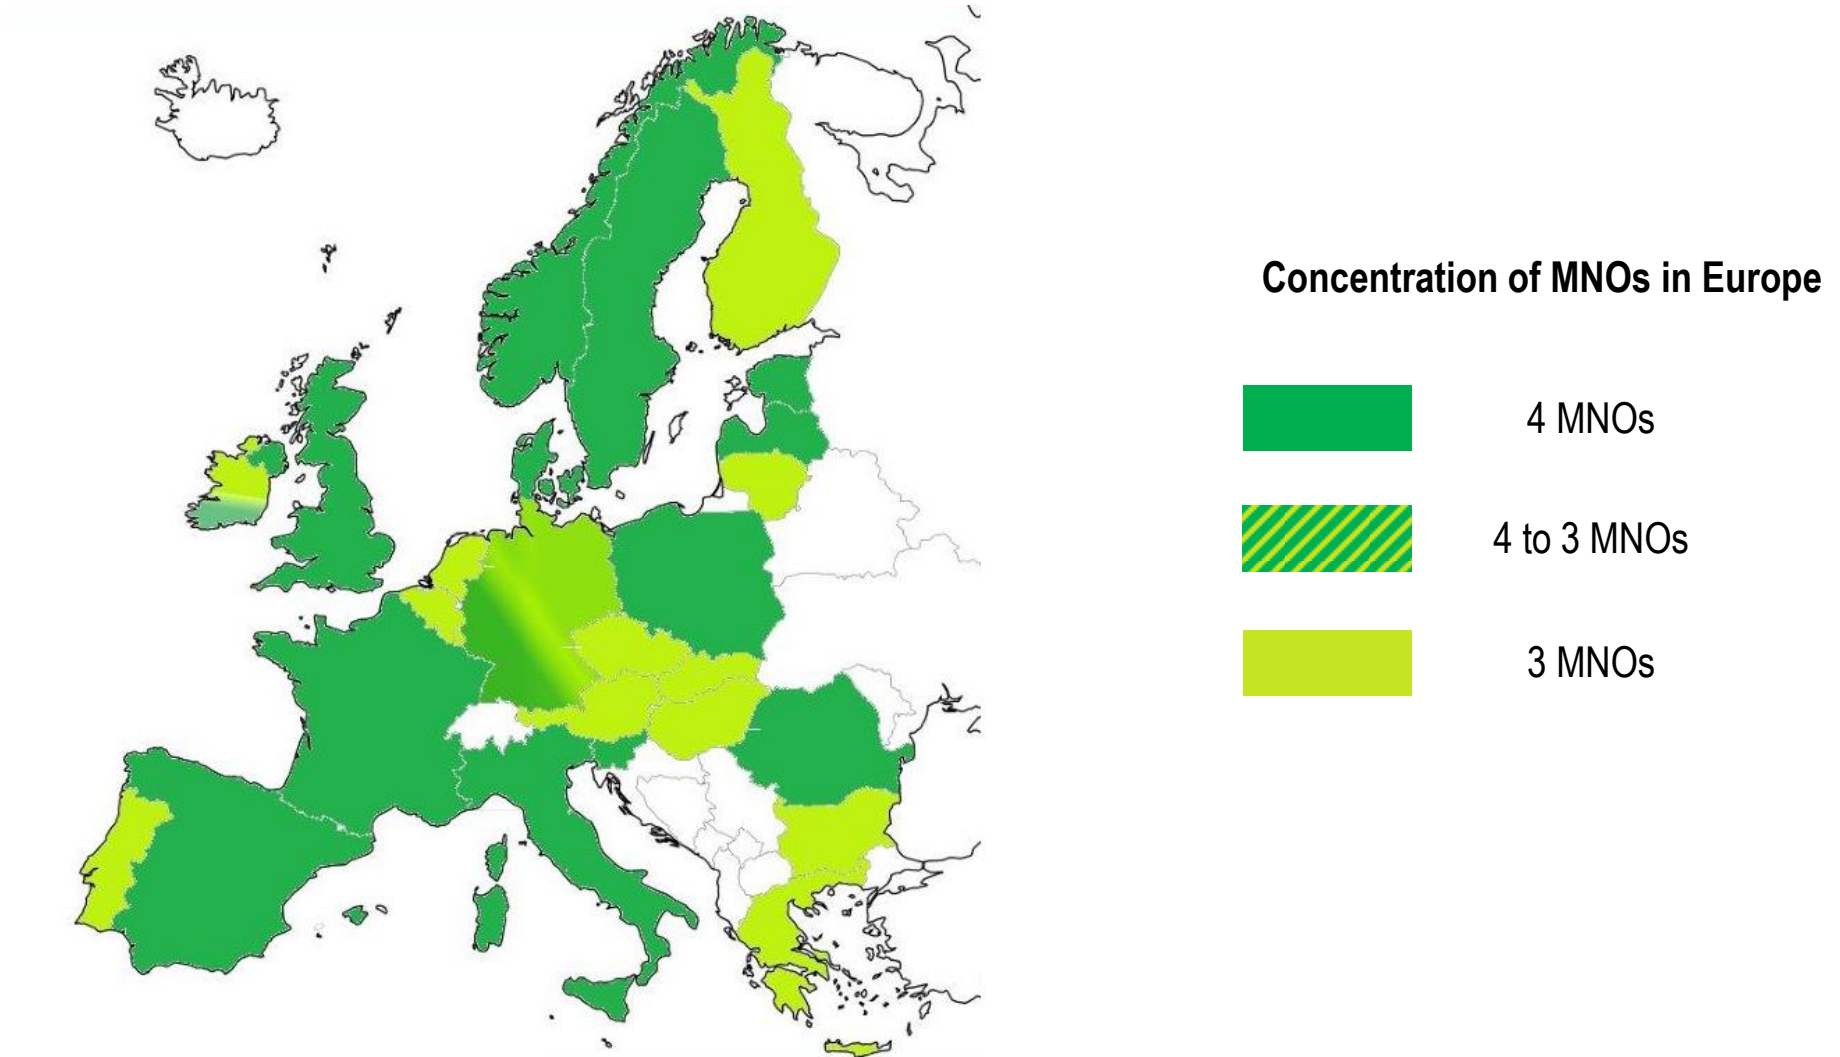 Concentration of MNOs in Europe
4 MNOs
4 to 3 MNOs
3 MNOs